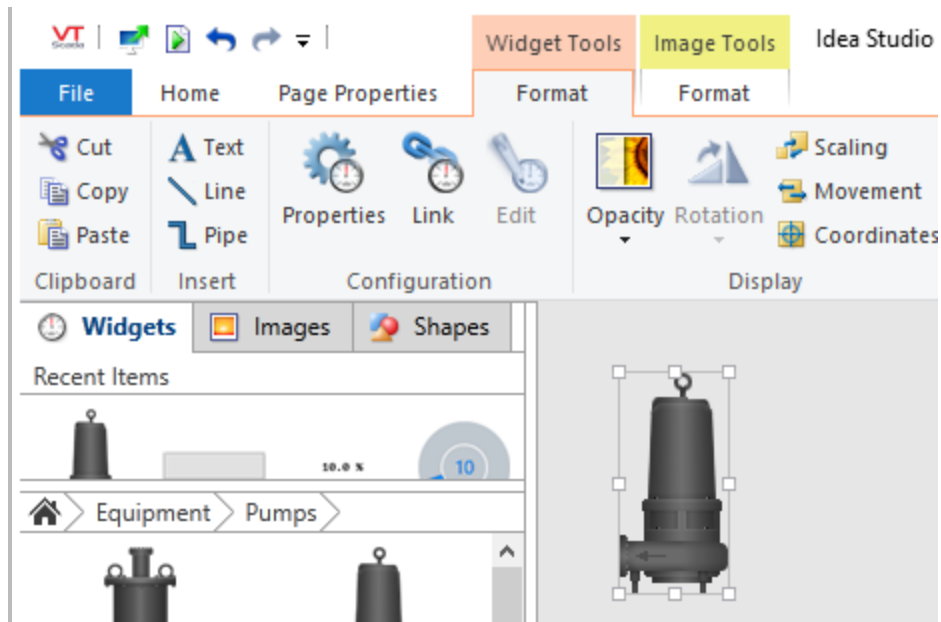 VT
Scada
Widget Tools Image Tools Idea Studio
File Home Page Properties Format Format
Cut
Copy
Paste
Clipboard
Text
Line
Pipe
Insert
Properties Link Edit
Configuration
Opacity Rotation
Scaling
Movement
Coordinates
Display
Widgets Images Shapes
Recent Items
10.0 %
10
Equipment Pumps